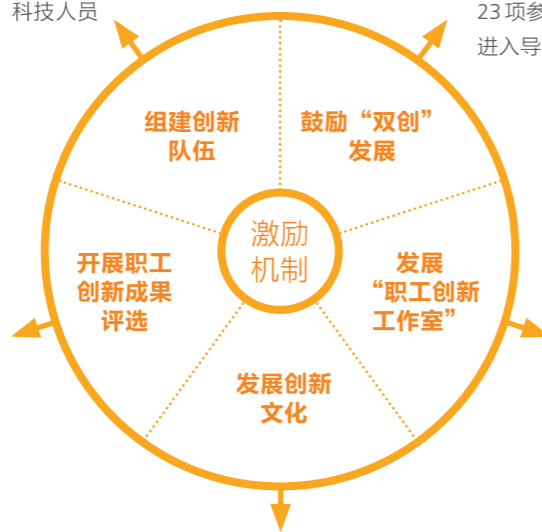 科技人员
23项参
进入导
组建创新
队伍
鼓励“双创”
发展
激励
机制
开展职工
创新成果
评选
发展
“职工创新
工作室”
发展创新
文化